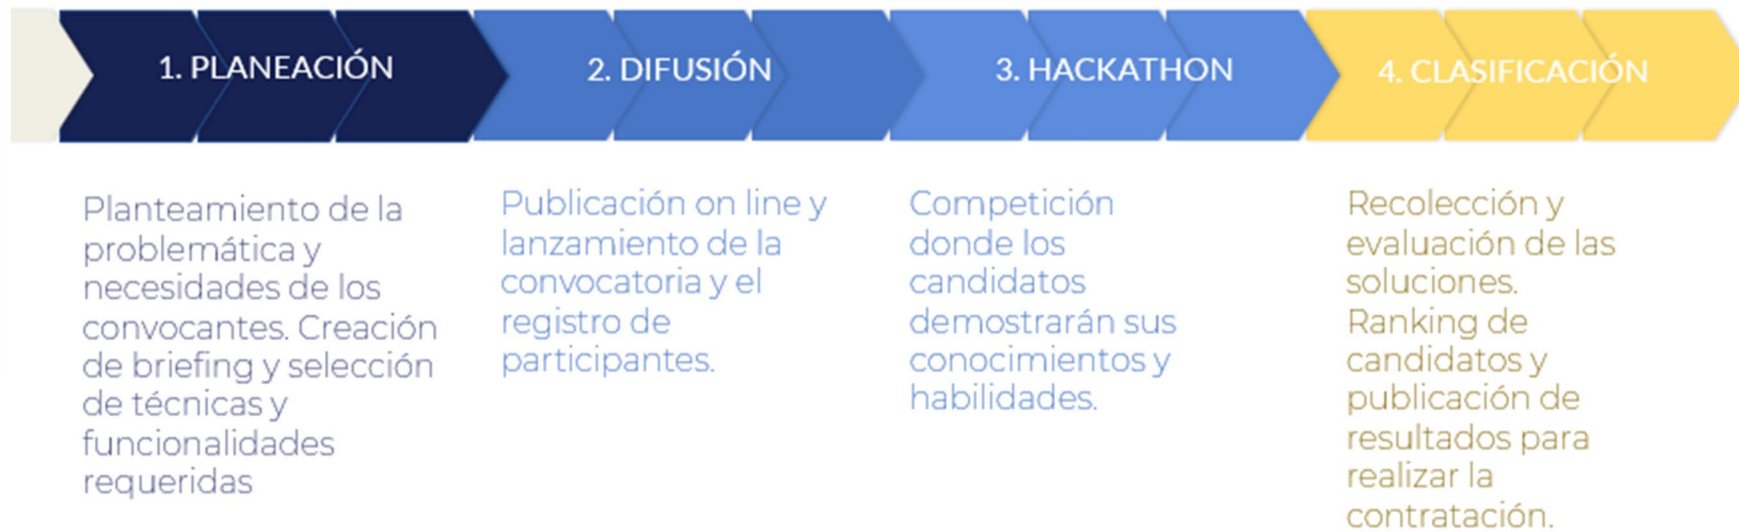 1. PLANEACIÓN
2. DIFUSIÓN
3. HACKATHON
4. CLASIFICACIÓN
Planteamiento de la
problemática y
necesidades de los
convocantes. Creación
de briefing y selección
de técnicas y
funcionalidades
requeridas
Publicación on line y
lanzamiento de la
convocatoria y el
registro de
participantes.
Competición
donde los
candidatos
demostrarán sus
conocimientos y
habilidades.
Recolección y
evaluación de las
soluciones.
Ranking de
candidatos y
publicación de
resultados para
realizar la
contratación.